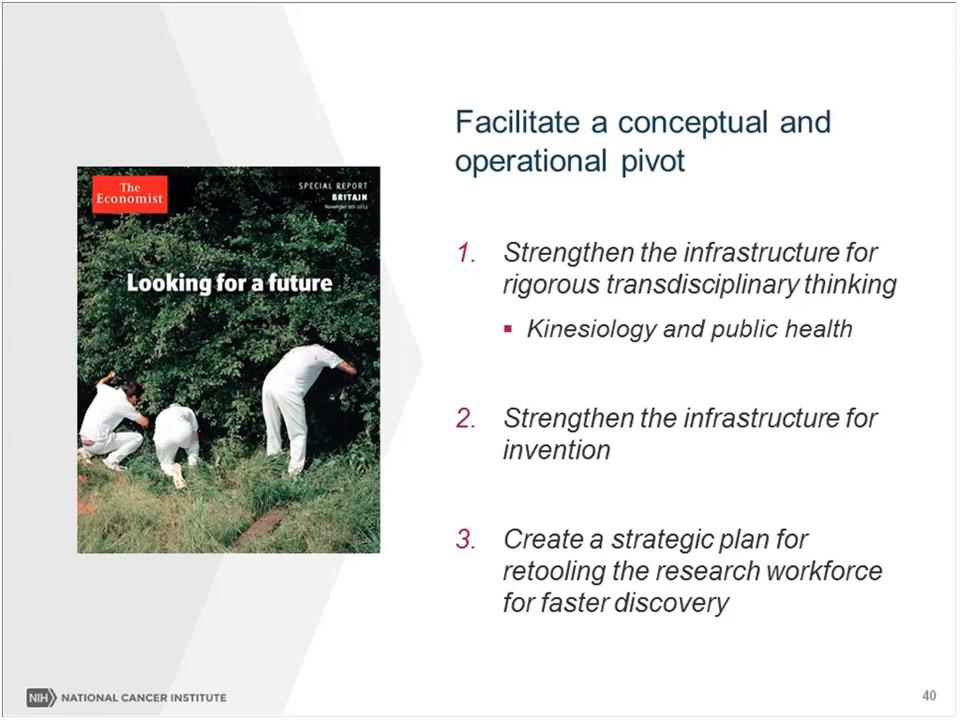 Facilitate a conceptual and
operational pivot
The
Economist
SPECIAL REPORT
BRITAIN
Looking for a future
1. Strengthen the infrastructure for
rigorous transdisciplinary thinking
▪ Kinesiology and public health
2. Strengthen the infrastructure for
invention
3. Create a strategic plan for
retooling the research workforce
for faster discovery
NIH NATIONAL CANCER INSTITUTE
40